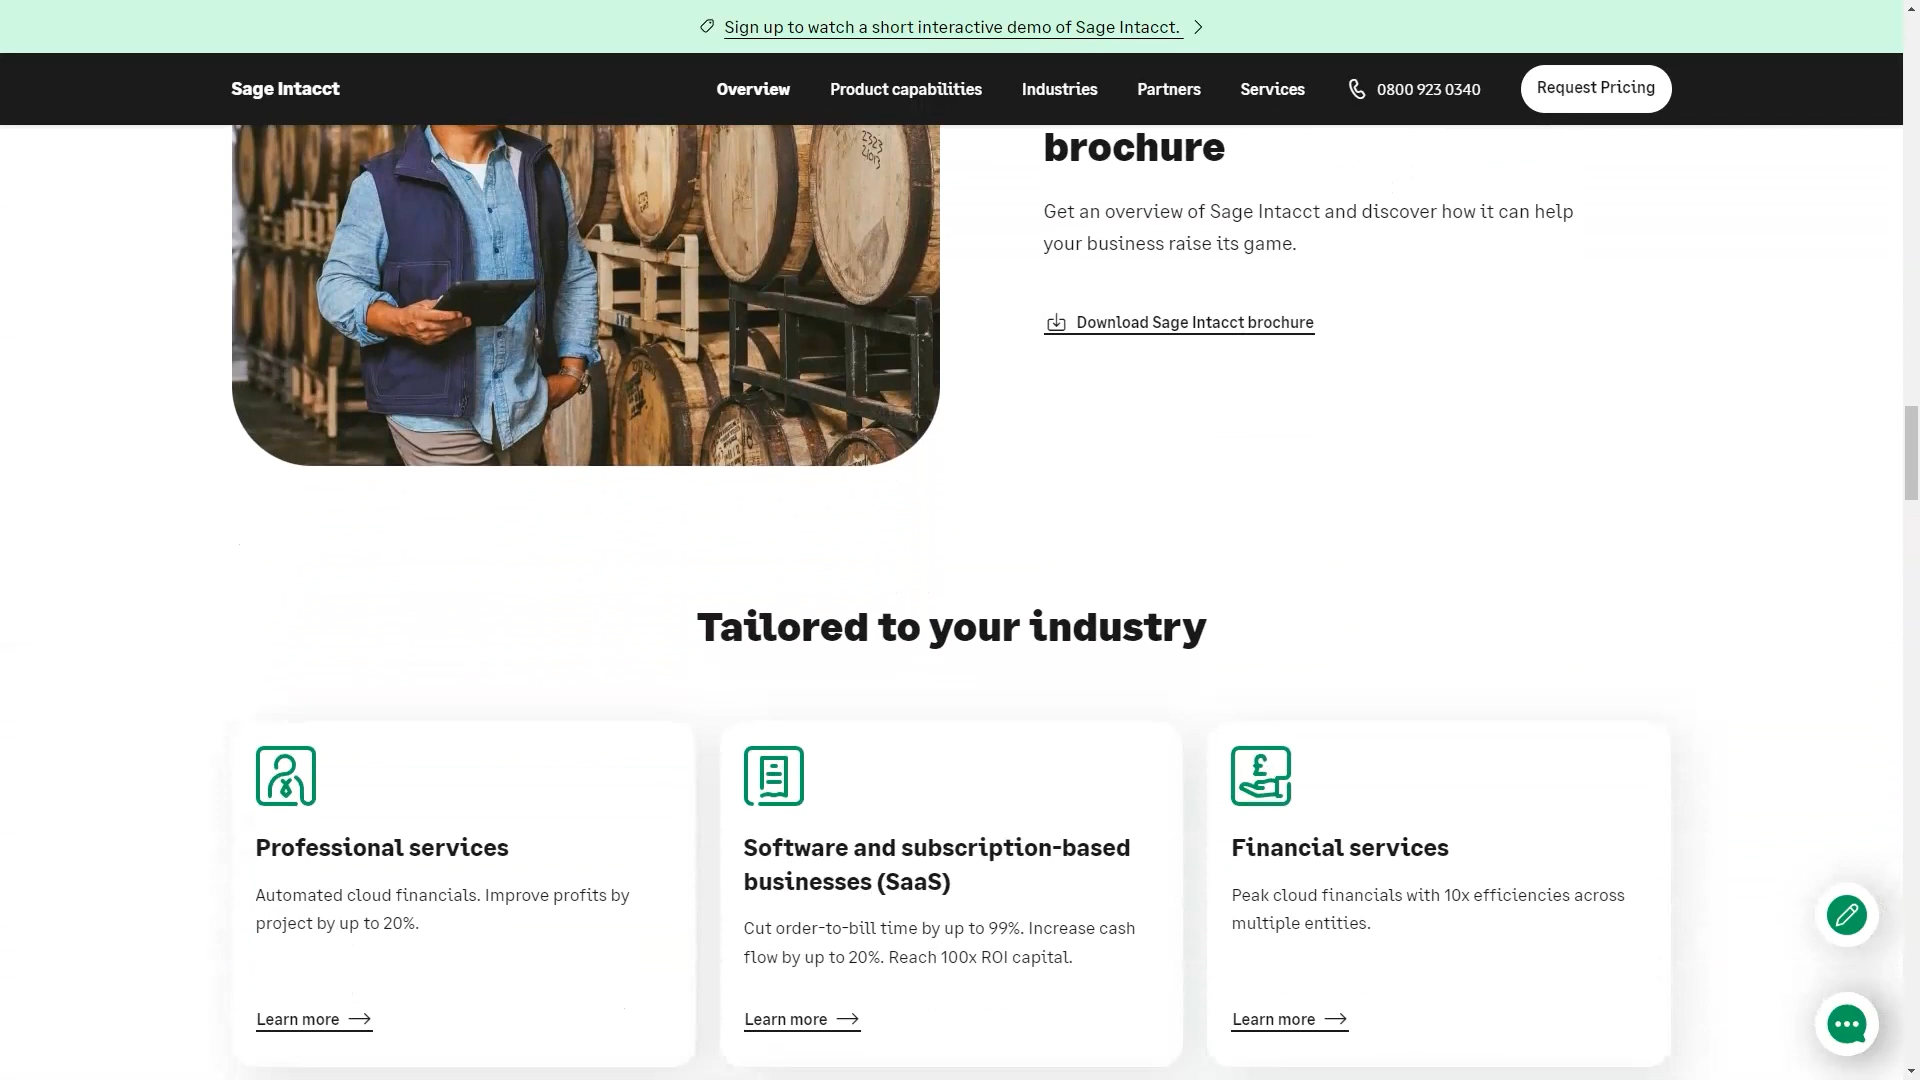 Sign up to watch a short interactive demo of Sage Intacct.
Sage Intacct
Overview
Product capabilities
Industries
Partners
Services
0800 923 0340
Request Pricing
brochure
Get an overview of Sage Intacct and discover how it can help
your business raise its game.
Download Sage Intacct brochure
Tailored to your industry
Professional services
Automated cloud financials. Improve profits by
project by up to 20%.
Learn more
Software and subscription-based
businesses (SaaS)
Cut order-to-bill time by up to 99%. Increase cash
flow by up to 20%. Reach 100x ROI capital.
Learn more
£
Financial services
Peak cloud financials with 10x efficiencies across
multiple entities.
Learn more